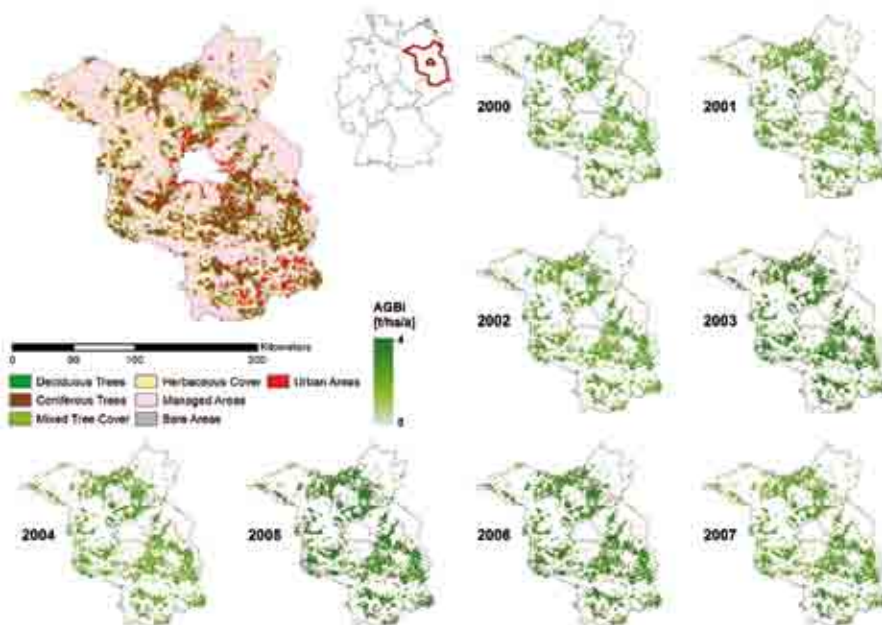 2000
2001
2002
2003
AGBI
[t/ha/a]
4
0
0 50 100 200
Kilometers
Deciduous Trees
Herbaceous Cover
Urban Areas
Coniferous Trees
Managed Areas
Mixed Tree Cover
Bare Areas
2004
2005
2006
2007